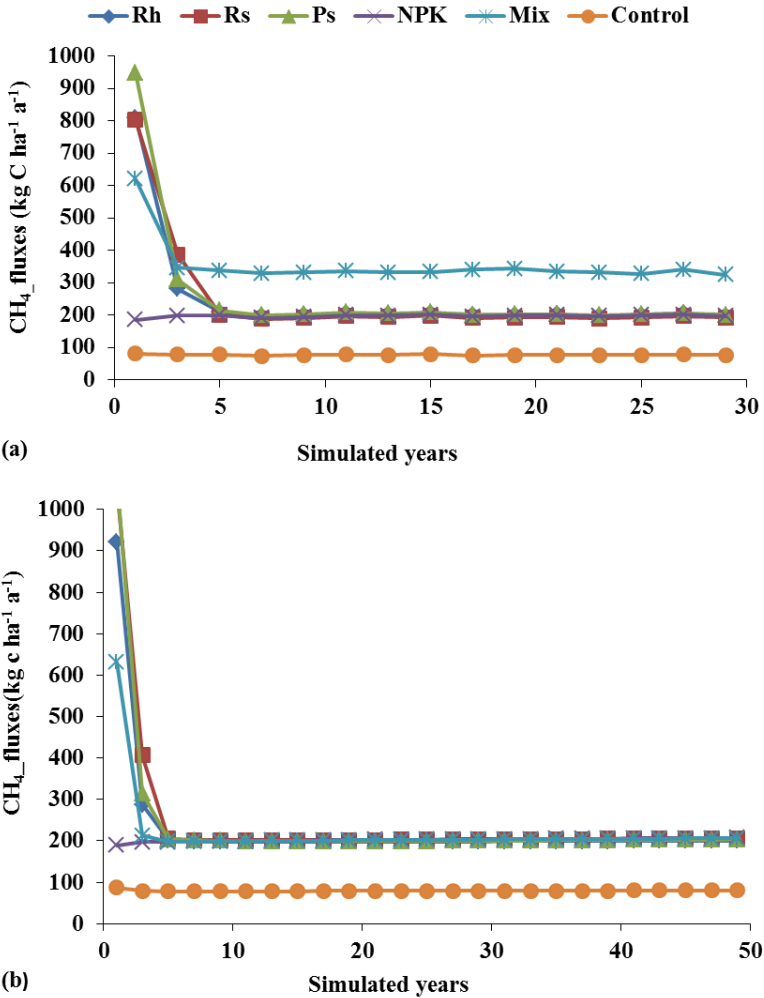 Rh Rs Ps NPK Mix Control
1000
900
800
700
600
500
400
300
200
100
0
CH4_fluxes (kg C ha-1 a-1)
0 5 10 15 20 25 30
Simulated years
(a)
1000
900
800
700
600
500
400
300
200
100
0
CH4_fluxes(kg c ha-1 a-1)
0 10 20 30 40 50
Simulated years
(b)